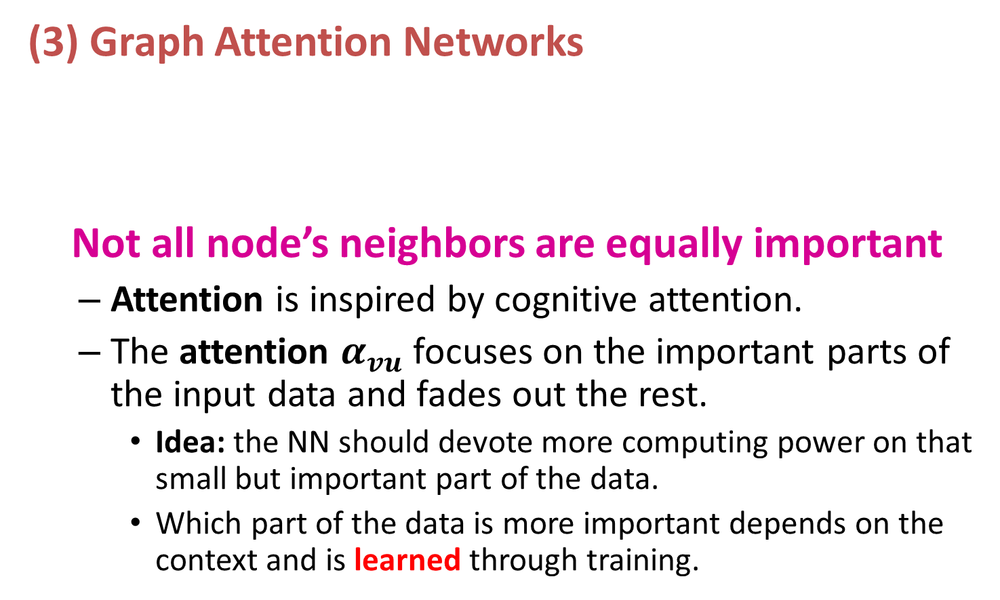 (3) Graph Attention Networks
Not all node’s neighbors are equally important
– Attention is inspired by cognitive attention.
– The attention 𝜶𝒗𝒖 focuses on the important parts of
the input data and fades out the rest.
• Idea: the NN should devote more computing power on that
small but important part of the data.
• Which part of the data is more important depends on the
context and is learned through training.